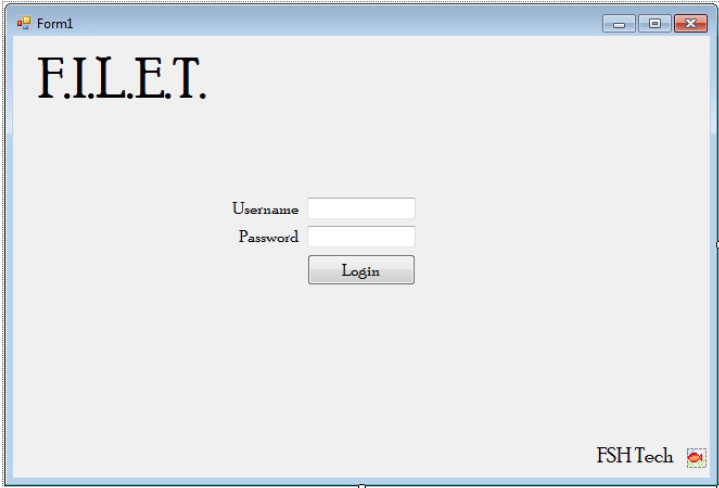 Form1
F.I.L.E.T.
Username
Password
Login
FSH Tech